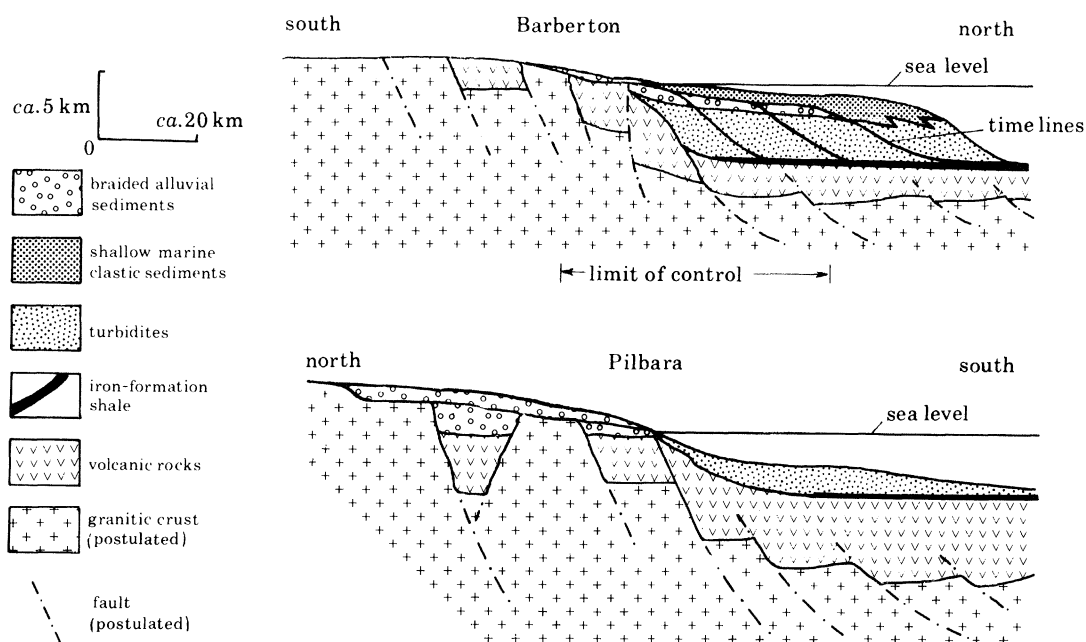 south Barberton north
sea level
ca. 5 km
ca. 20 km
0
time lines
braided alluvial
sediments
shallow marine
clastic sediments
limit of control
turbidites
north Pilbara south
iron-formation
shale
sea level
volcanic rocks
granitic crust
(postulated)
fault
(postulated)